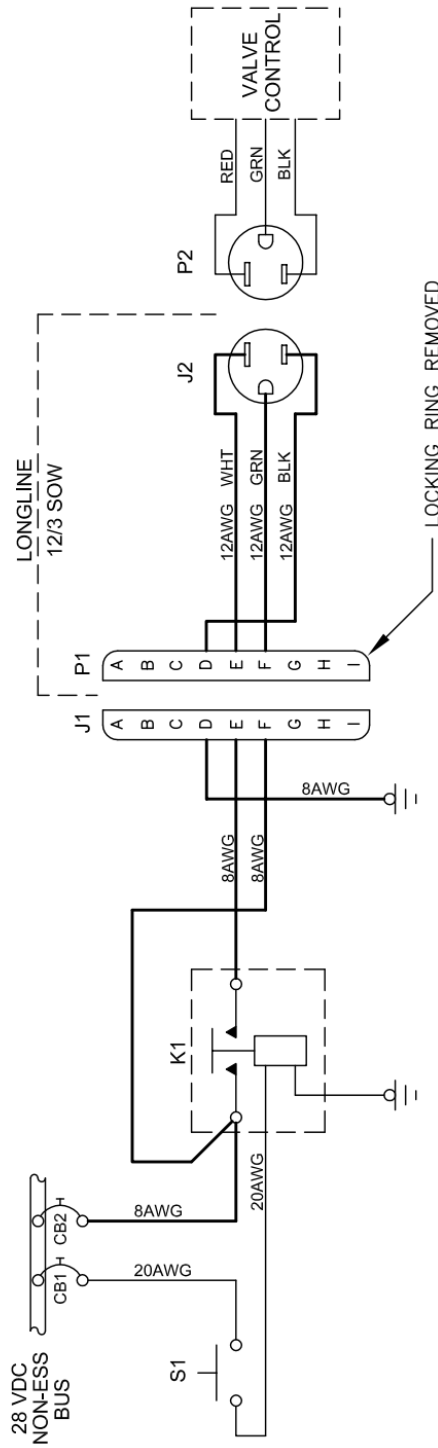 28 VDC
NON-ESS
BUS
CB1
CB2
S1
20AWG
8AWG
20AWG
K1
8AWG
8AWG
8AWG
J1
A
B
C
D
E
F
G
H
I
P1
A
B
C
D
E
F
G
H
I
LONGLINE
12/3 SOW
12AWG WHT
12AWG GRN
12AWG BLK
J2
P2
RED
GRN
BLK
VALVE
CONTROL
LOCKING RING REMOVED